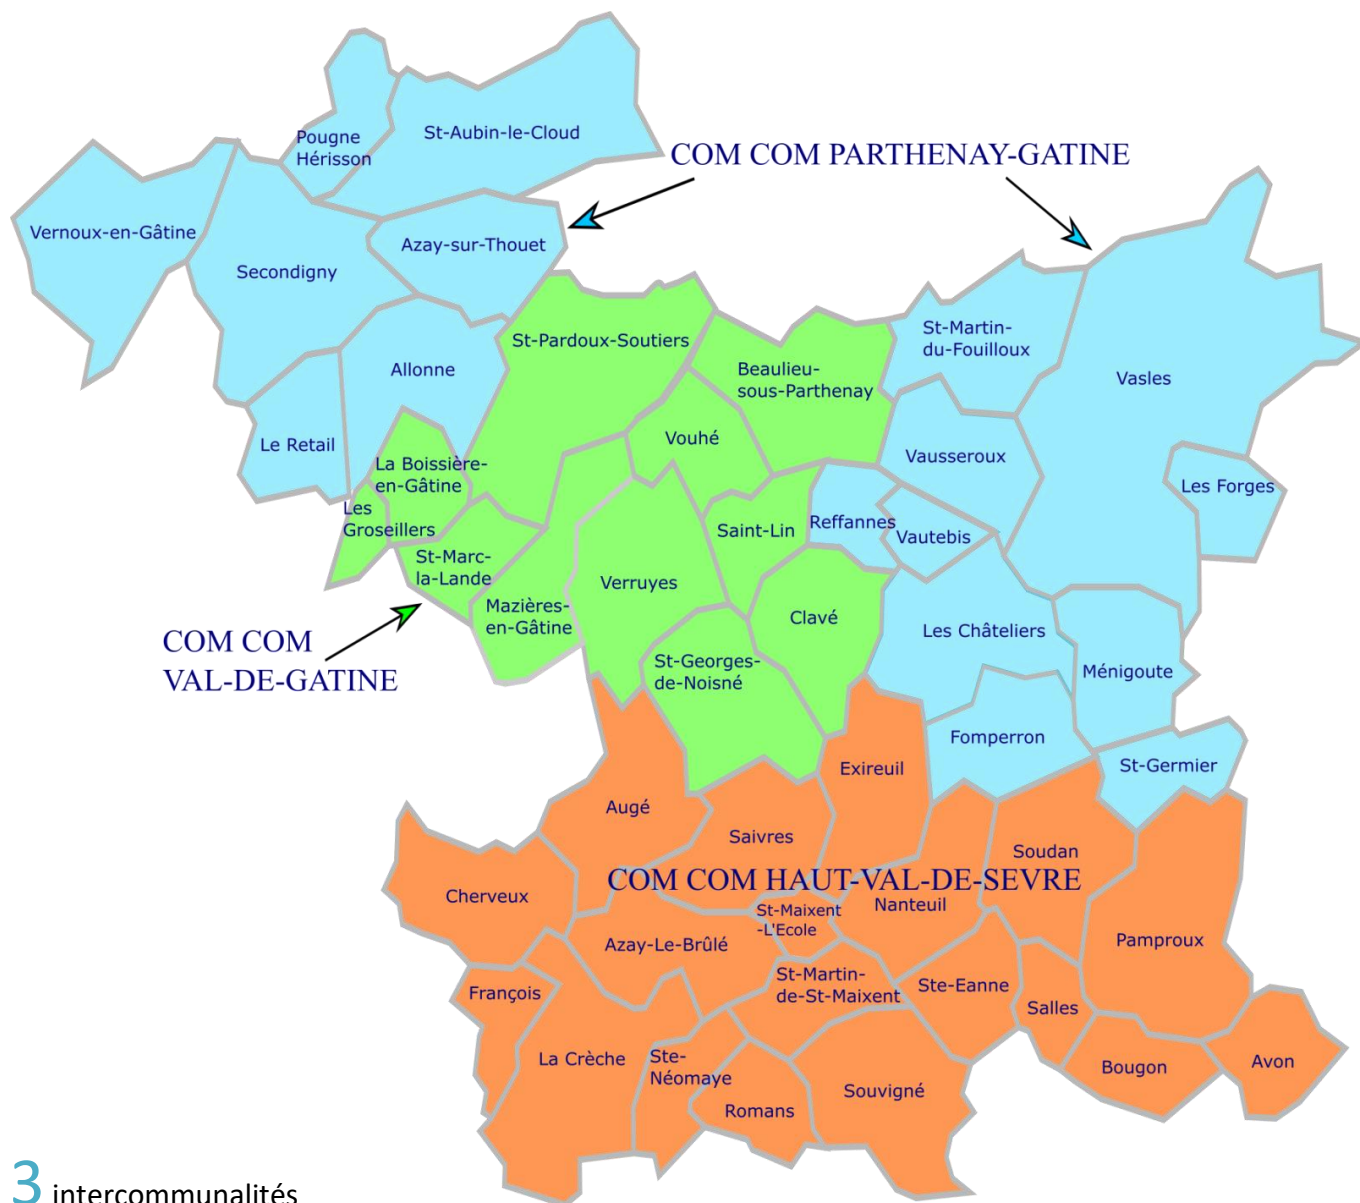 St-Aubin-le-Cloud
Pougne
Hérisson
COM COM PARTHENAY-GATINE
Vernoux-en-Gâtine
Azay-sur-Thouet
Secondigny
St-Pardoux-Soutiers
St-Martin-
du-Fouilloux
Allonne
Beaulieu-
sous-Parthenay
Vasles
Le Retail
Vouhé
La Boissière-
en-Gâtine
Vausseroux
Les Forges
Les
Groseillers
Saint-Lin
Reffannes
Vautebis
St-Marc-
la-Lande
Verruyes
Mazières-
en-Gâtine
Clavé
Les Châteliers
COM COM
VAL-DE-GATINE
St-Georges-
de-Noisné
Ménigoute
Fomperron
Exireuil
St-Germier
Augé
Saivres
Soudan
COM COM HAUT-VAL-DE-SEVRE
Cherveux
St-Maixent
-L'Ecole
Nanteuil
Azay-Le-Brûlé
Pamproux
St-Martin-
de-St-Maixent
Ste-Eanne
François
Salles
La Crèche
Ste-
Néomaye
Bougon
Avon
Souvigné
Romans
3 intercommunalités